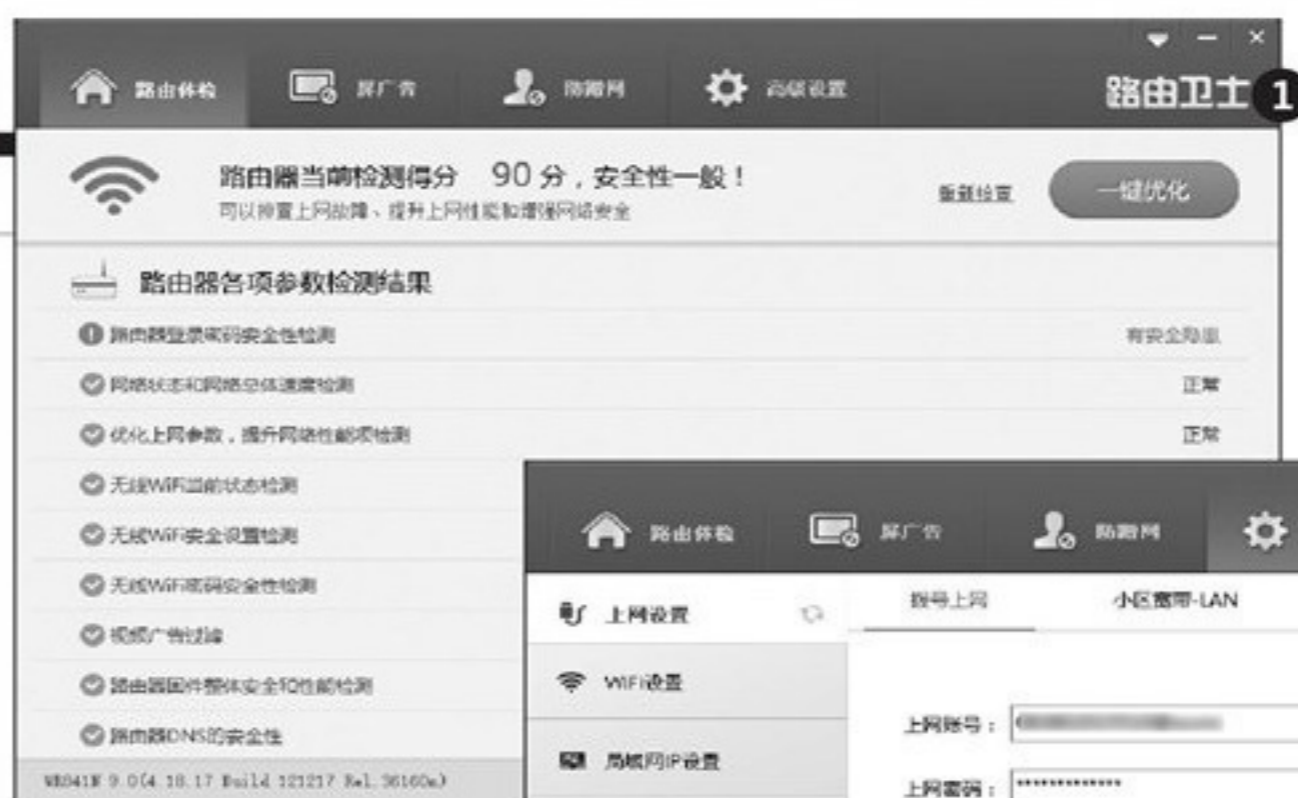 路由体检 屏广告 防蹭网 高级设置 路由卫士 1
路由器当前检测得分 90 分，安全性一般！
可以检查上网故障、提升上网性能和增强网络安全
重新检查 一键优化
路由器各项参数检测结果
路由器登录密码安全性检测 有安全隐患
网络状态和网络总体速度检测 正常
优化上网参数，提升网络性能项检测 正常
无线WiFi当前状态检测
无线WiFi安全设置检测
无线WiFi密码安全性检测
视频广告过滤
路由器固件整体安全和性能检测
路由器DNS的安全性
WR841N 9.0(4.18.17 Build 121217 Rel.36160n)
路由体检 屏广告 防蹭网
上网设置 拨号上网 小区宽带-LAN
WiFi设置
上网账号：
局域网IP设置
上网密码： *************